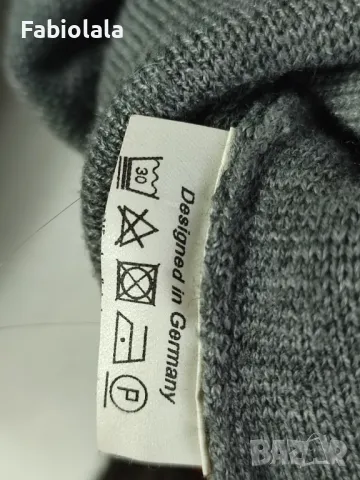 Fabiolala
Designed in Germany
30
P
bazar